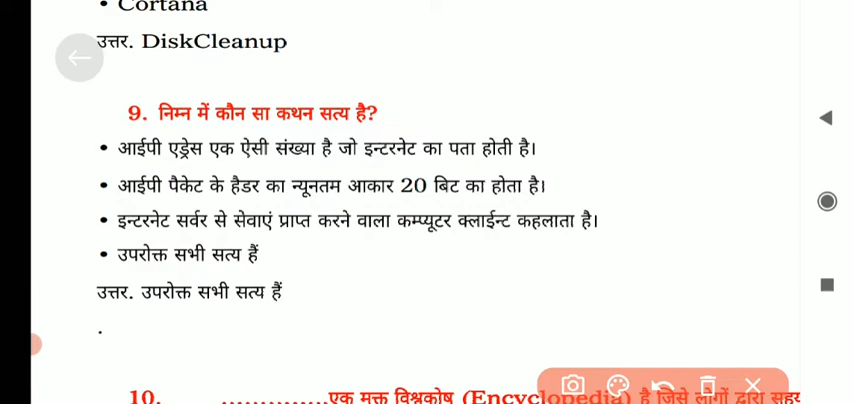 • Cortana
उत्तर. DiskCleanup
9. निम्न में कौन सा कथन सत्य है?
• आईपी एड्रेस एक ऐसी संख्या है जो इन्टरनेट का पता होती है।
• आईपी पैकेट के हैडर का न्यूनतम आकार 20 बिट का होता है।
• इन्टरनेट सर्वर से सेवाएं प्राप्त करने वाला कम्प्यूटर क्लाईन्ट कहलाता है।
• उपरोक्त सभी सत्य हैं
उत्तर. उपरोक्त सभी सत्य हैं
.
10. .............एक मुक्त विश्वकोष (Encyclopedia) है जिसे लोगों द्वारा